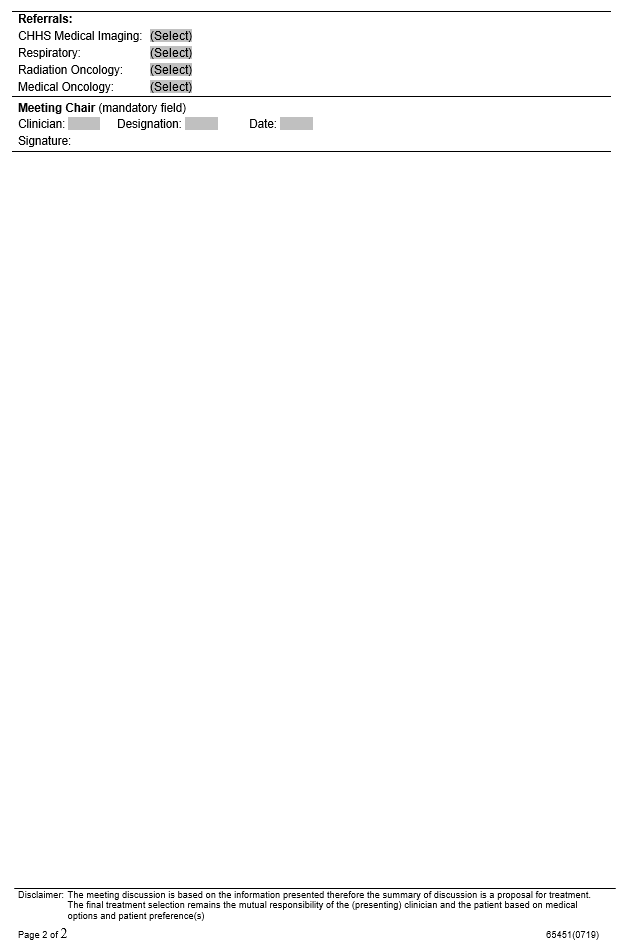 Referrals:
CHHS Medical Imaging: (Select)
Respiratory: (Select)
Radiation Oncology: (Select)
Medical Oncology: (Select)
Meeting Chair (mandatory field)
Clinician: Designation: Date:
Signature:
Disclaimer: The meeting discussion is based on the information presented therefore the summary of discussion is a proposal for treatment.
The final treatment selection remains the mutual responsibility of the (presenting) clinician and the patient based on medical
options and patient preference(s)
Page 2 of 2 65451(0719)